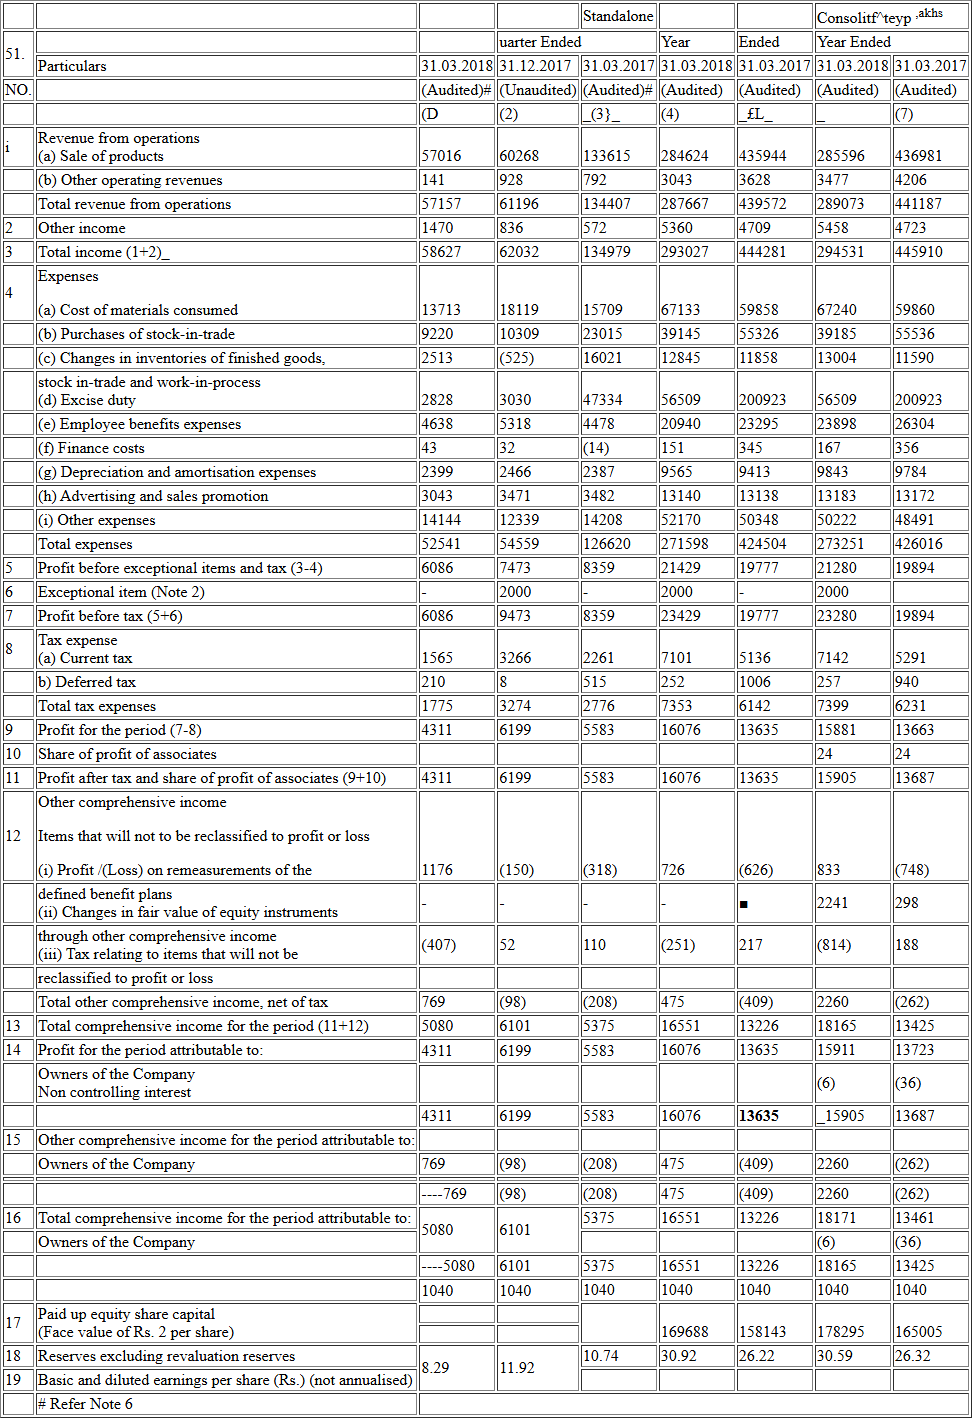 Standalone Consolitf^teyp ,akhs
51. uarter Ended Year Ended Year Ended
Particulars 31.03.2018 31.12.2017 31.03.2017 31.03.2018 31.03.2017 31.03.2018 31.03.2017
NO. (Audited)# (Unaudited) (Audited)# (Audited) (Audited) (Audited) (Audited)
(D (2) _(3}_ (4) _£L_ _ (7)
i Revenue from operations
(a) Sale of products 57016 60268 133615 284624 435944 285596 436981
(b) Other operating revenues 141 928 792 3043 3628 3477 4206
Total revenue from operations 57157 61196 134407 287667 439572 289073 441187
2 Other income 1470 836 572 5360 4709 5458 4723
3 Total income (1+2)_ 58627 62032 134979 293027 444281 294531 445910
4 Expenses
(a) Cost of materials consumed 13713 18119 15709 67133 59858 67240 59860
(b) Purchases of stock-in-trade 9220 10309 23015 39145 55326 39185 55536
(c) Changes in inventories of finished goods, 2513 (525) 16021 12845 11858 13004 11590
stock in-trade and work-in-process
(d) Excise duty 2828 3030 47334 56509 200923 56509 200923
(e) Employee benefits expenses 4638 5318 4478 20940 23295 23898 26304
(f) Finance costs 43 32 (14) 151 345 167 356
(g) Depreciation and amortisation expenses 2399 2466 2387 9565 9413 9843 9784
(h) Advertising and sales promotion 3043 3471 3482 13140 13138 13183 13172
(i) Other expenses 14144 12339 14208 52170 50348 50222 48491
Total expenses 52541 54559 126620 271598 424504 273251 426016
5 Profit before exceptional items and tax (3-4) 6086 7473 8359 21429 19777 21280 19894
6 Exceptional item (Note 2) - 2000 - 2000 - 2000
7 Profit before tax (5+6) 6086 9473 8359 23429 19777 23280 19894
8 Tax expense
(a) Current tax 1565 3266 2261 7101 5136 7142 5291
b) Deferred tax 210 8 515 252 1006 257 940
Total tax expenses 1775 3274 2776 7353 6142 7399 6231
9 Profit for the period (7-8) 4311 6199 5583 16076 13635 15881 13663
10 Share of profit of associates 24 24
11 Profit after tax and share of profit of associates (9+10) 4311 6199 5583 16076 13635 15905 13687
Other comprehensive income
12 Items that will not to be reclassified to profit or loss
(i) Profit /(Loss) on remeasurements of the 1176 (150) (318) 726 (626) 833 (748)
defined benefit plans
(ii) Changes in fair value of equity instruments - - - - ■ 2241 298
through other comprehensive income
(iii) Tax relating to items that will not be (407) 52 110 (251) 217 (814) 188
reclassified to profit or loss
Total other comprehensive income, net of tax 769 (98) (208) 475 (409) 2260 (262)
13 Total comprehensive income for the period (11+12) 5080 6101 5375 16551 13226 18165 13425
14 Profit for the period attributable to: 4311 6199 5583 16076 13635 15911 13723
Owners of the Company
Non controlling interest (6) (36)
4311 6199 5583 16076 13635 _15905 13687
15 Other comprehensive income for the period attributable to:
Owners of the Company 769 (98) (208) 475 (409) 2260 (262)
----769 (98) (208) 475 (409) 2260 (262)
16 Total comprehensive income for the period attributable to: 5080 6101 5375 16551 13226 18171 13461
Owners of the Company (6) (36)
----5080 6101 5375 16551 13226 18165 13425
1040 1040 1040 1040 1040 1040 1040
17 Paid up equity share capital
(Face value of Rs. 2 per share) 169688 158143 178295 165005
18 Reserves excluding revaluation reserves 8.29 11.92 10.74 30.92 26.22 30.59 26.32
19 Basic and diluted earnings per share (Rs.) (not annualised)
# Refer Note 6